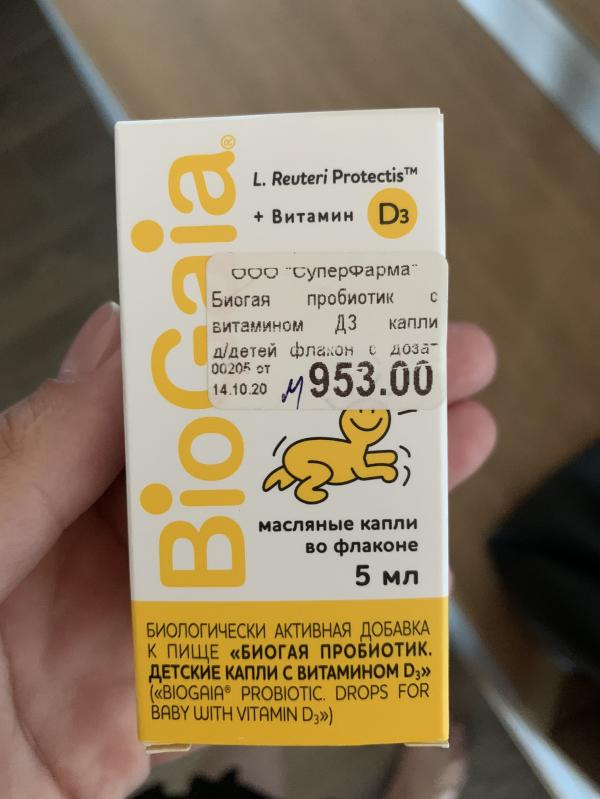 BioGaia®
L. Reuteri Protectis™
+ Витамин D3
ООО "СуперФарма"
Биогая пробиотик с
витамином Д3 капли
д/детей флакон с доза
00205 от
14.10.20
953.00
масляные капли
во флаконе
5 мл
БИОЛОГИЧЕСКИ АКТИВНАЯ ДОБАВКА
К ПИЩЕ «БИОГАЯ ПРОБИОТИК.
ДЕТСКИЕ КАПЛИ С ВИТАМИНОМ D3»
(«BIOGAIA® PROBIOTIC. DROPS FOR
BABY WITH VITAMIN D3»)